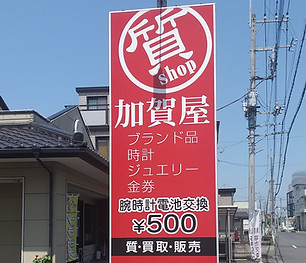 質
shop
加賀屋
ブランド品
時計
ジュエリー
金券
腕時計電池交換
¥500
質・買取・販売